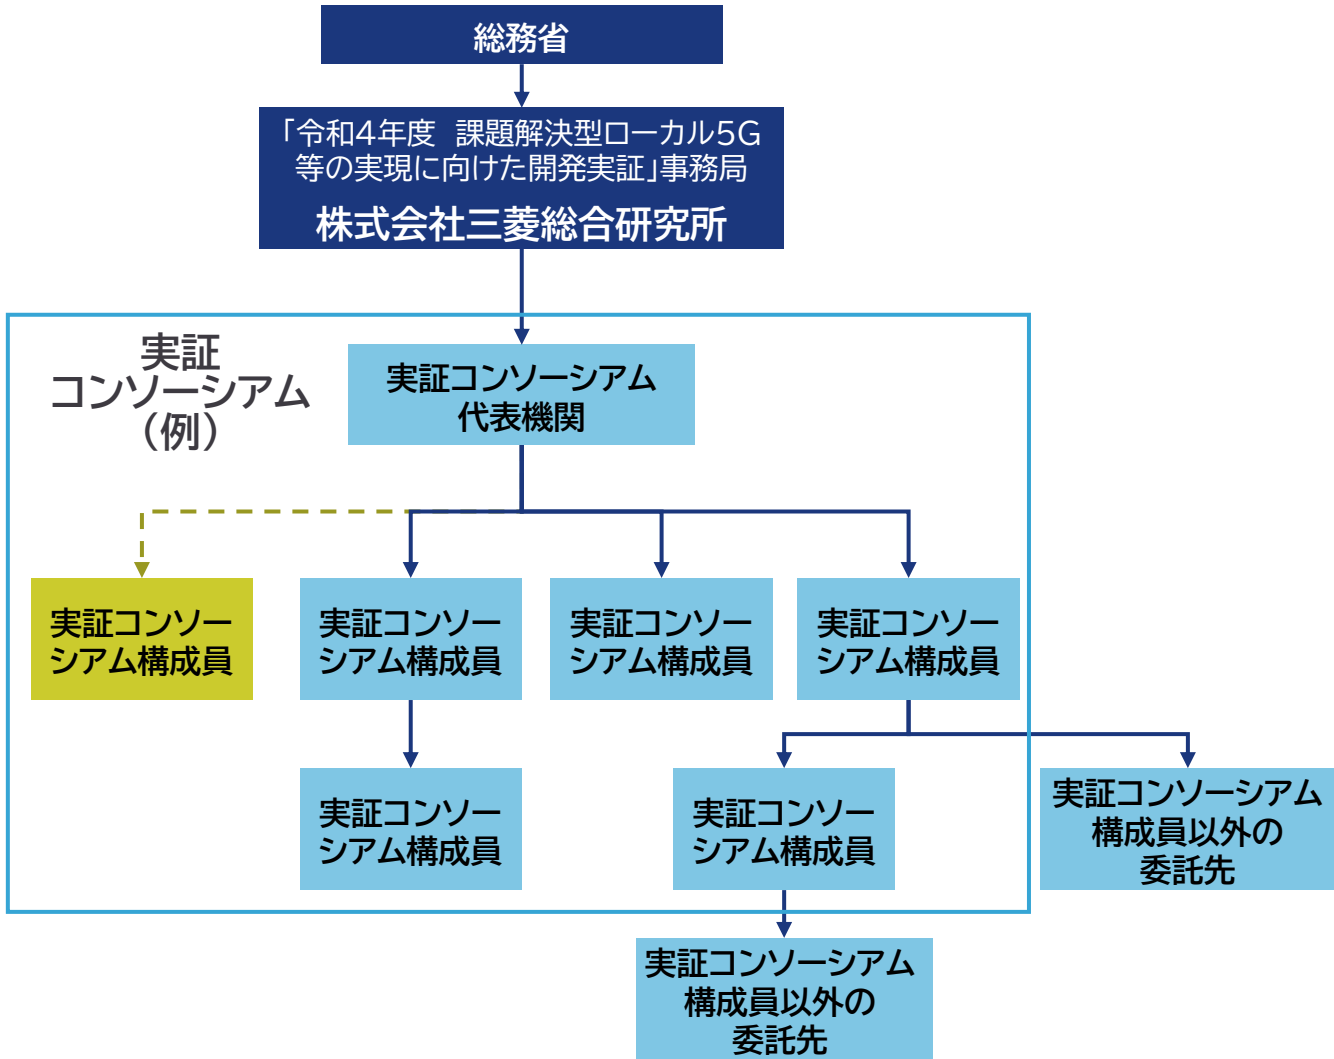 総務省
「令和4年度　課題解決型ローカル5G
等の実現に向けた開発実証」事務局
株式会社三菱総合研究所
実証
コンソーシアム
（例）
実証コンソーシアム
代表機関
実証コンソー
シアム構成員
実証コンソー
シアム構成員
実証コンソー
シアム構成員
実証コンソー
シアム構成員
実証コンソー
シアム構成員
実証コンソー
シアム構成員
実証コンソーシアム
構成員以外の
委託先
実証コンソーシアム
構成員以外の
委託先